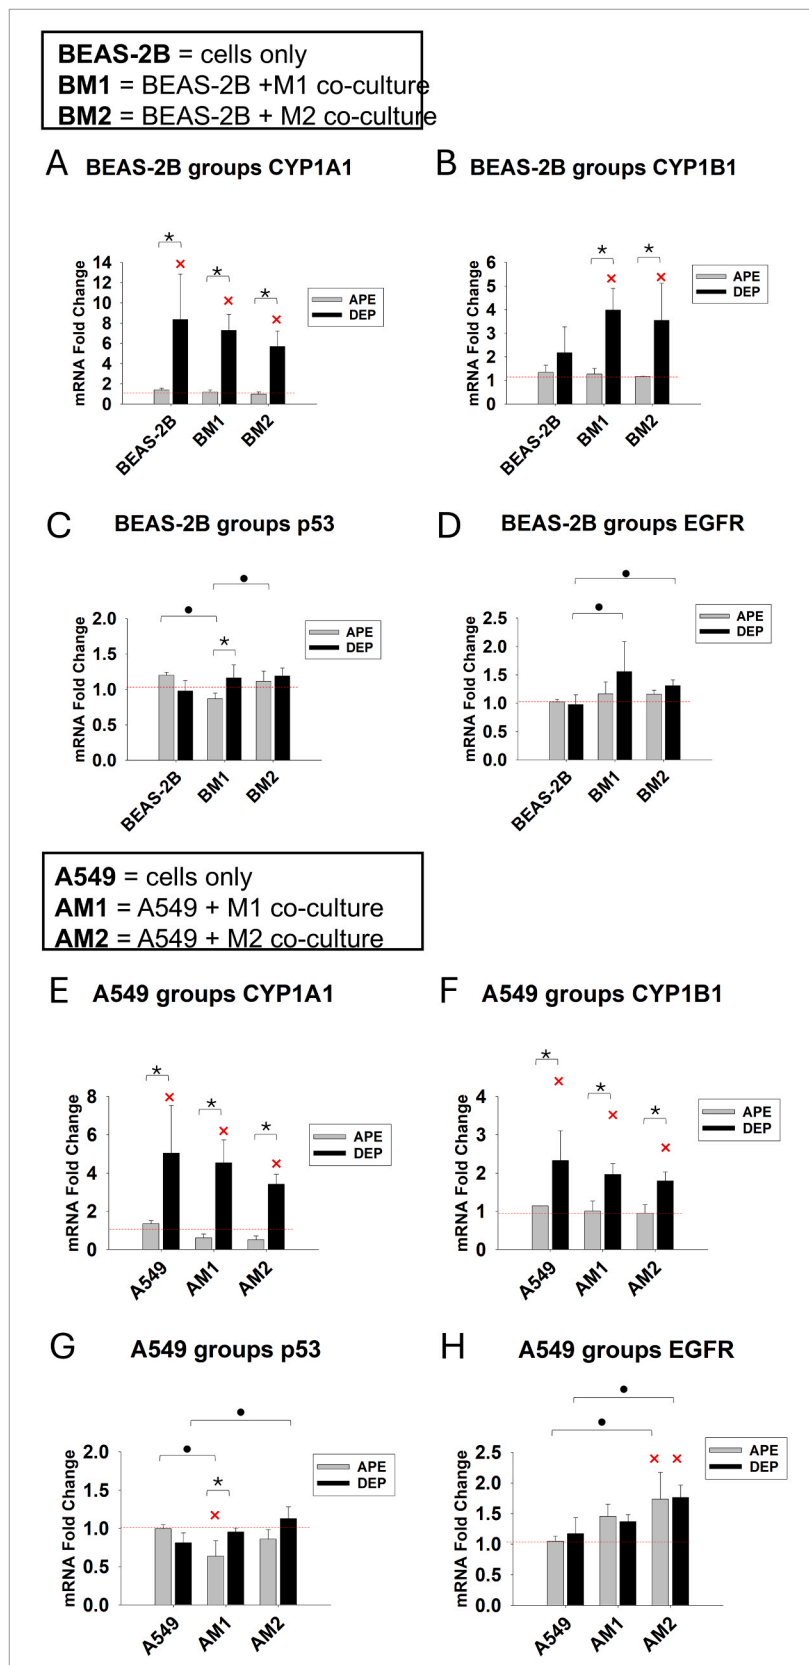 BEAS-2B = cells only
BM1 = BEAS-2B +M1 co-culture
BM2 = BEAS-2B + M2 co-culture
A BEAS-2B groups CYP1A1
mRNA Fold Change
14
12
10
8
6
4
2
0
*
×
*
×
*
×
APE
DEP
BEAS-2B
BM1
BM2
B BEAS-2B groups CYP1B1
mRNA Fold Change
6
5
4
3
2
1
0
*
×
*
×
APE
DEP
BEAS-2B
BM1
BM2
C BEAS-2B groups p53
mRNA Fold Change
2.0
1.5
1.0
0.5
0.0
*
APE
DEP
BEAS-2B
BM1
BM2
D BEAS-2B groups EGFR
mRNA Fold Change
2.5
2.0
1.5
1.0
0.5
0.0
APE
DEP
BEAS-2B
BM1
BM2
A549 = cells only
AM1 = A549 + M1 co-culture
AM2 = A549 + M2 co-culture
E A549 groups CYP1A1
mRNA Fold Change
8
6
4
2
0
*
×
*
×
*
×
APE
DEP
A549
AM1
AM2
F A549 groups CYP1B1
mRNA Fold Change
4
3
2
1
0
*
×
*
×
*
×
APE
DEP
A549
AM1
AM2
G A549 groups p53
mRNA Fold Change
2.0
1.5
1.0
0.5
0.0
*
×
APE
DEP
A549
AM1
AM2
H A549 groups EGFR
mRNA Fold Change
2.5
2.0
1.5
1.0
0.5
0.0
× ×
APE
DEP
A549
AM1
AM2